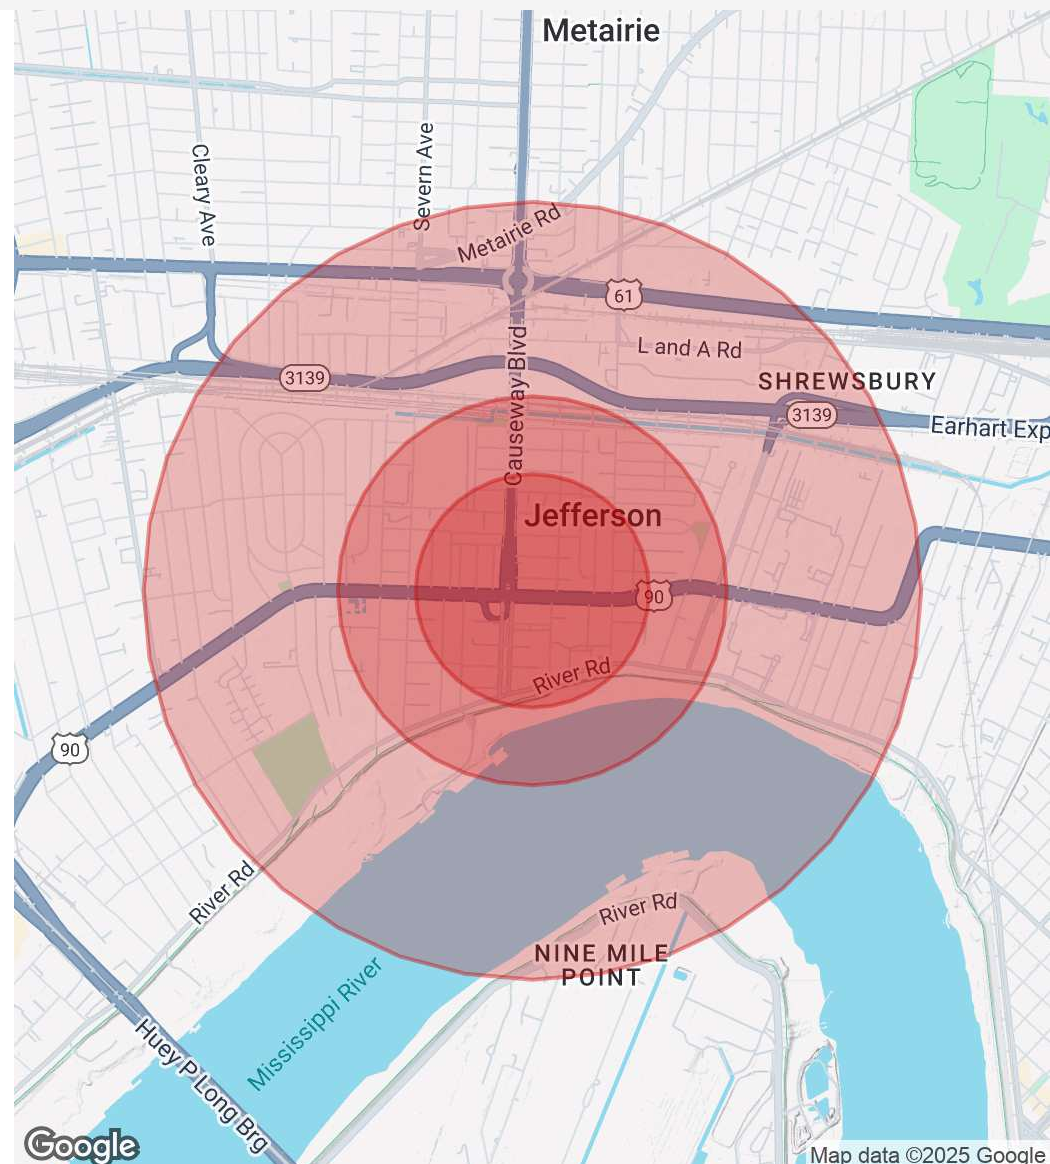 Metairie
Cleary Ave
Severn Ave
Metairie Rd
61
L and A Rd
Causeway Blvd
3139
SHREWSBURY
3139
Earhart Exp
Jefferson
90
River Rd
90
River Rd
River Rd
NINE MILE
POINT
Mississippi River
Huey P Long Brg
Google
Map data ©2025 Google